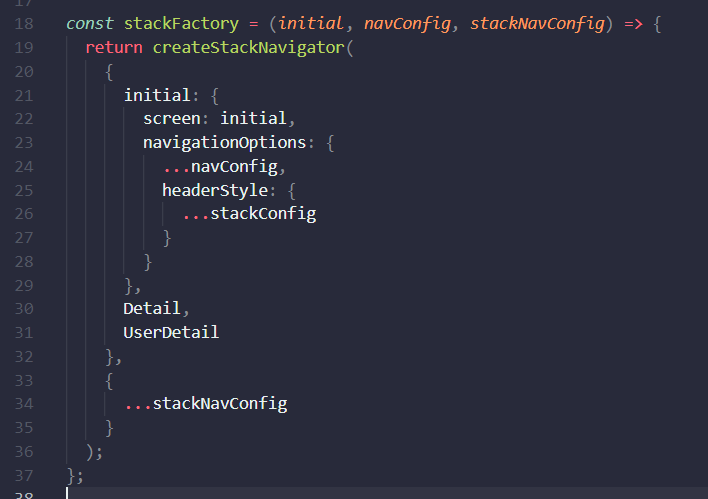 17
18 const stackFactory = (initial, navConfig, stackNavConfig) => {
19   return createStackNavigator(
20     {
21       initial: {
22         screen: initial,
23         navigationOptions: {
24           ...navConfig,
25           headerStyle: {
26             ...stackConfig
27           }
28         }
29       },
30       Detail,
31       UserDetail
32     },
33     {
34       ...stackNavConfig
35     }
36   );
37 };
38